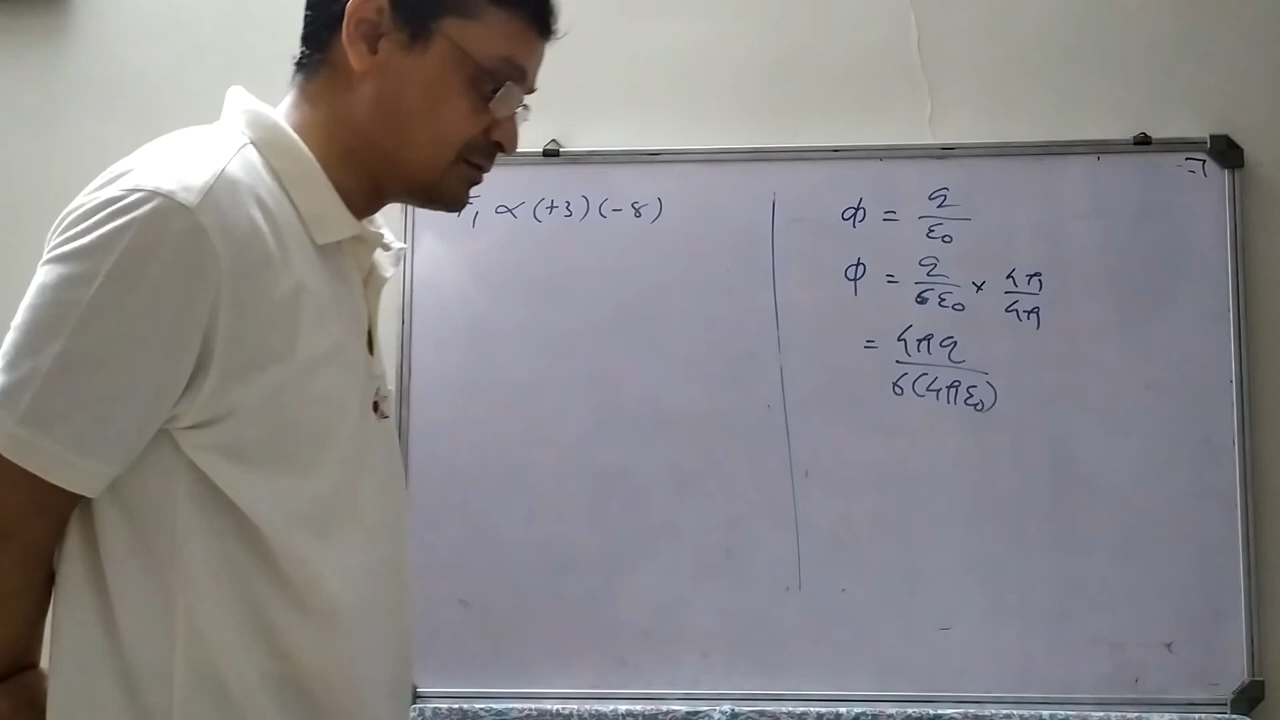 F₁ ∝ (+3)(-8)
Φ = q/ε₀
Φ = q/6ε₀ × 4π/4π
= 4πq/6(4πε₀)